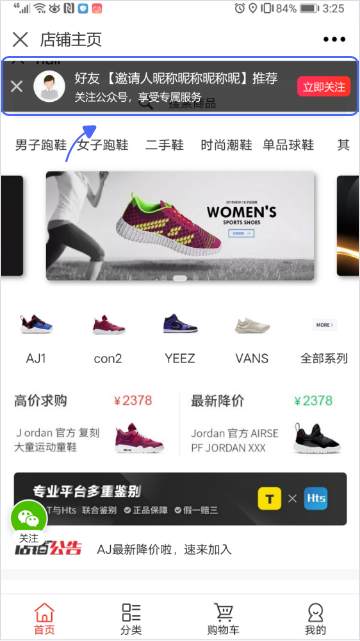 46
84%
3:25
店铺主页
好友 【邀请人昵称昵称昵称昵】推荐
关注公众号，享受专属服务
立即关注
搜索商品
男子跑鞋 女子跑鞋 二手鞋 时尚潮鞋 单品球鞋 其
WOMEN'S
SPORTS SHOES
MORE
AJ1 con2 YEEZ VANS 全部系列
高价求购 ¥2378
Jordan 官方 复刻
大童运动童鞋
最新降价 ¥2378
Jordan 官方 AIRSE
PF JORDAN XXX
专业平台多重鉴别
T与Hts 联合鉴别 正品保障 假一赔三
T × Hts
关注
公告 AJ最新降价啦，速来加入
首页 分类 购物车 我的